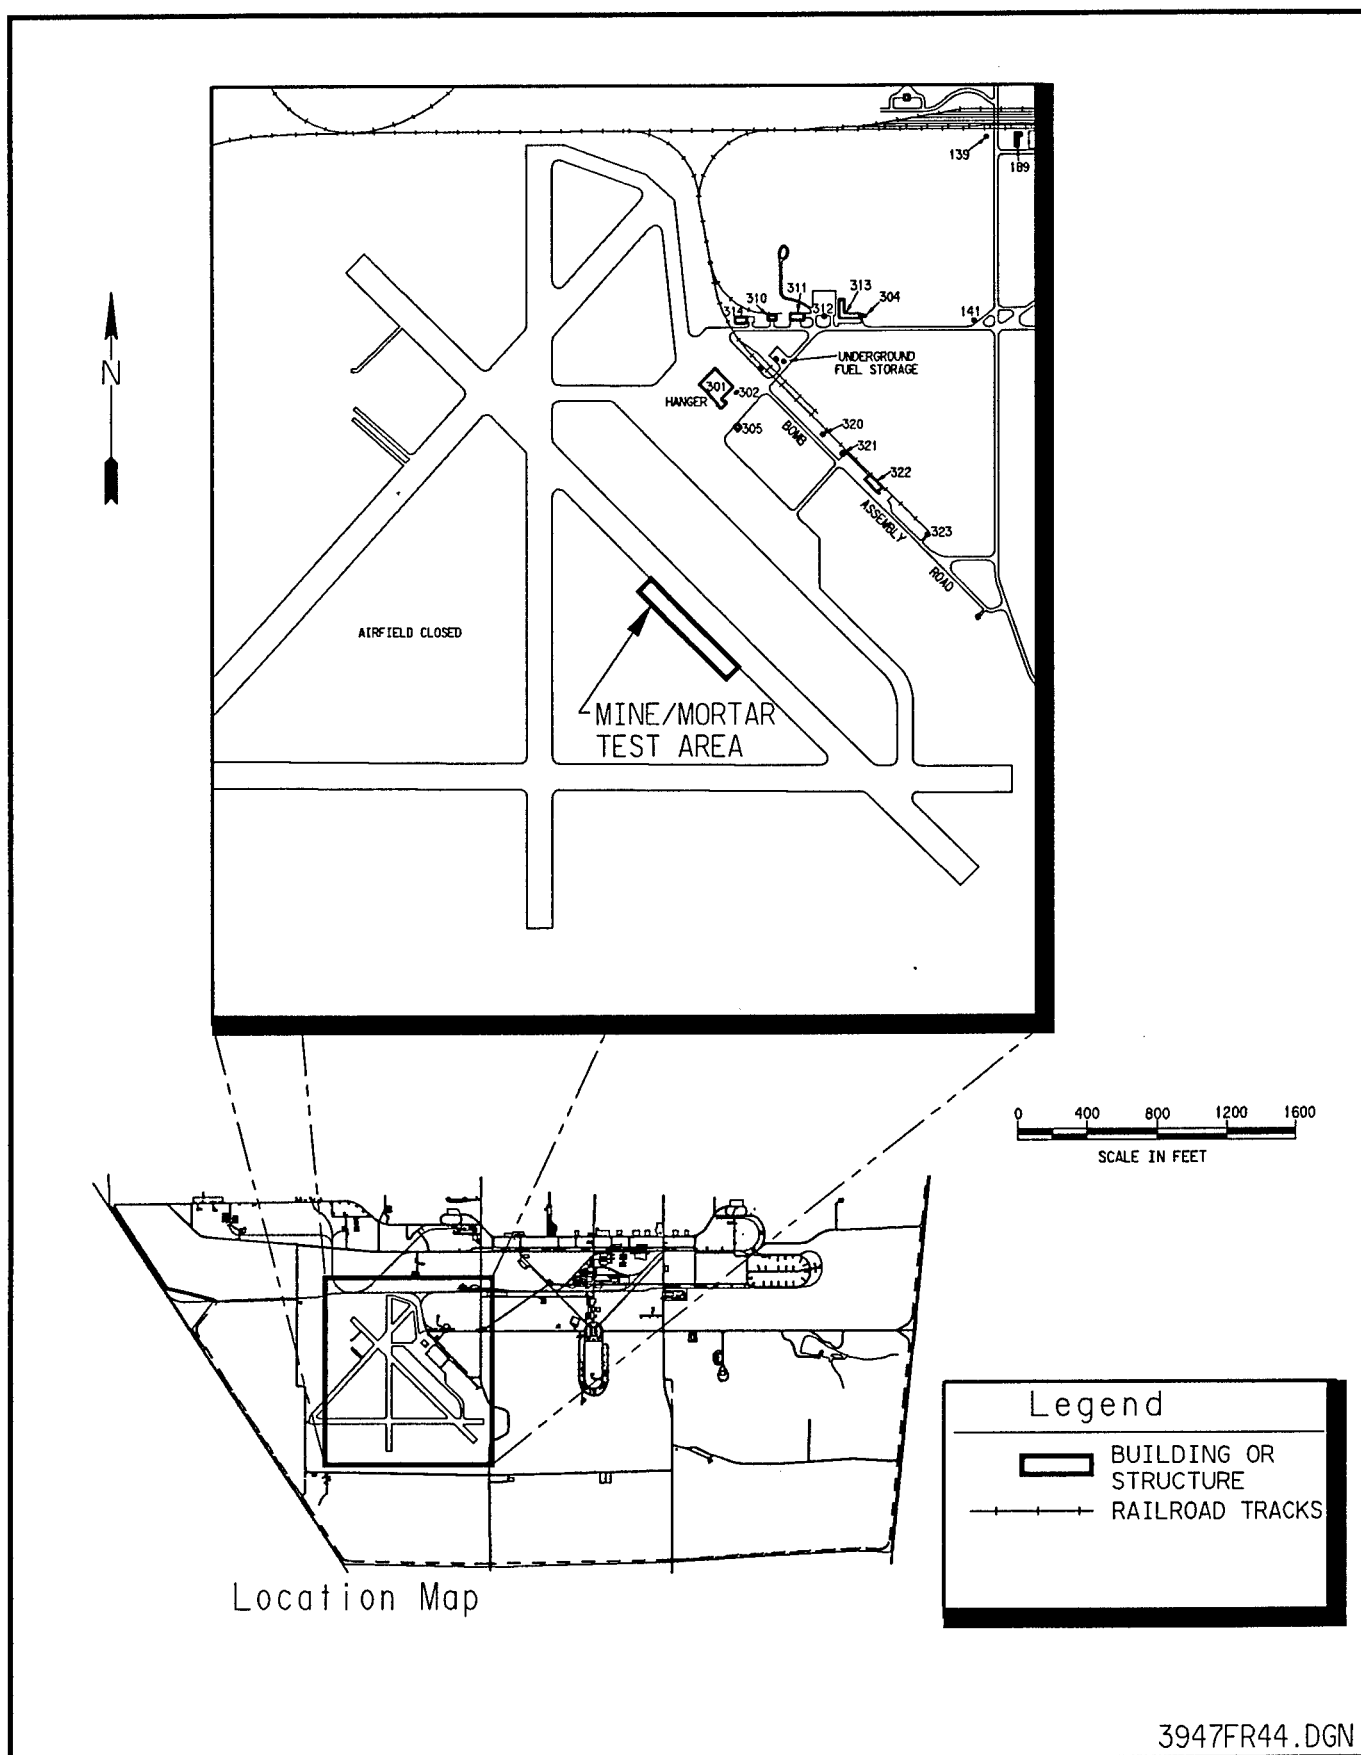 139
189
313
311
310
304
314
312
141
N
UNDERGROUND
FUEL STORAGE
301
302
HANGER
305
320
BOMB
321
322
ASSEMBLY
323
ROAD
AIRFIELD CLOSED
MINE/MORTAR
TEST AREA
0 400 800 1200 1600
SCALE IN FEET
Legend
BUILDING OR
STRUCTURE
RAILROAD TRACKS
Location Map
3947FR44.DGN